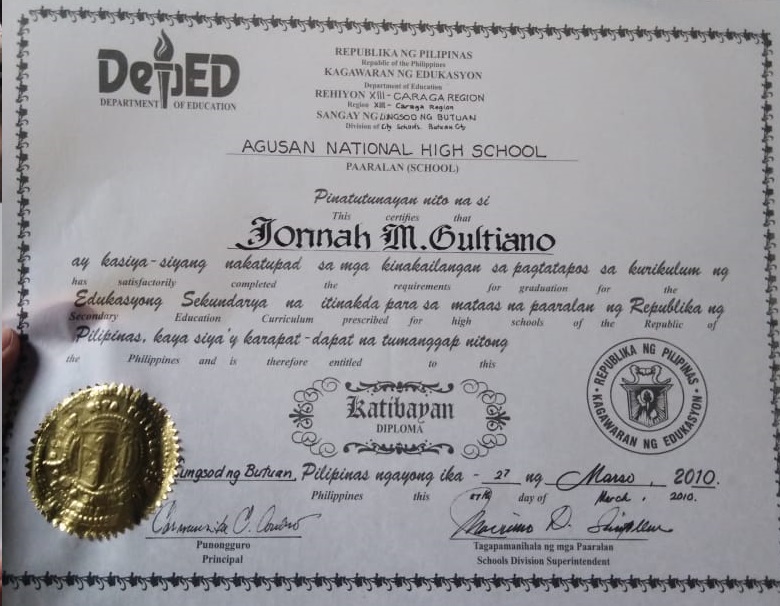 DepED
DEPARTMENT OF EDUCATION
REPUBLIKA NG PILIPINAS
Republic of the Philippines
KAGAWARAN NG EDUKASYON
Department of Education
REHIYON XIII - CARAGA REGION
Region XIII - Caraga Region
SANGAY NG LUNGSOD NG BUTUAN
Division of City Schools Butuan City
AGUSAN NATIONAL HIGH SCHOOL
PAARALAN (SCHOOL)
Pinatutunayan nito na si
This certifies that
Jonnah M. Gultiano
ay kasiya-siyang nakatupad sa mga kinakailangan sa pagtatapos sa kurikulum ng
has satisfactorily completed the requirements for graduation for the
Edukasyong Sekundarya na itinakda para sa mataas na paaralan ng Republika ng
Secondary Education Curriculum prescribed for high schools of the Republic of
Pilipinas, kaya siya'y karapat-dapat na tumanggap nitong
the Philippines and is therefore entitled to this
REPUBLIKA NG PILIPINAS
KAGAWARAN NG EDUKASYON
Katibayan
DIPLOMA
Lungsod ng Butuan, Pilipinas ngayong ika - 27 ng Marso, 2010.
Philippines this 27th day of March, 2010.
Punongguro
Principal
Tagapamanihala ng mga Paaralan
Schools Division Superintendent